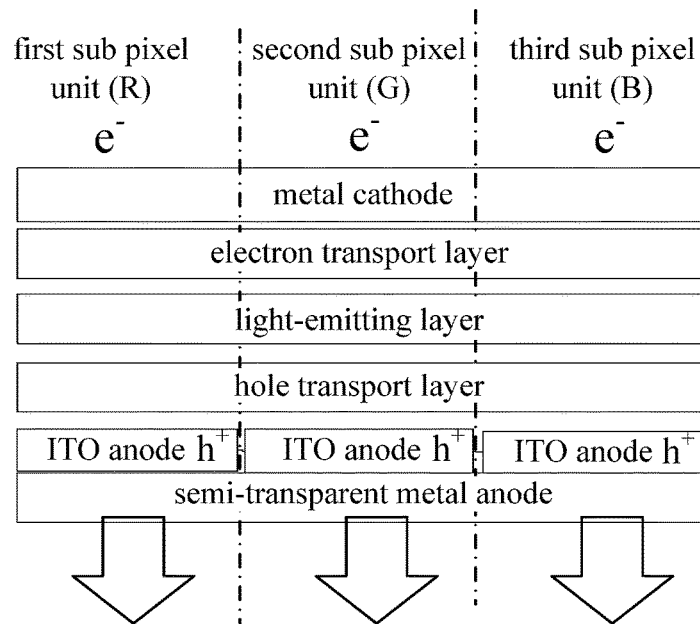 first sub pixel unit (R)
second sub pixel unit (G)
third sub pixel unit (B)
e-
e-
e-
metal cathode
electron transport layer
light-emitting layer
hole transport layer
ITO anode h+
ITO anode h+
ITO anode h+
semi-transparent metal anode